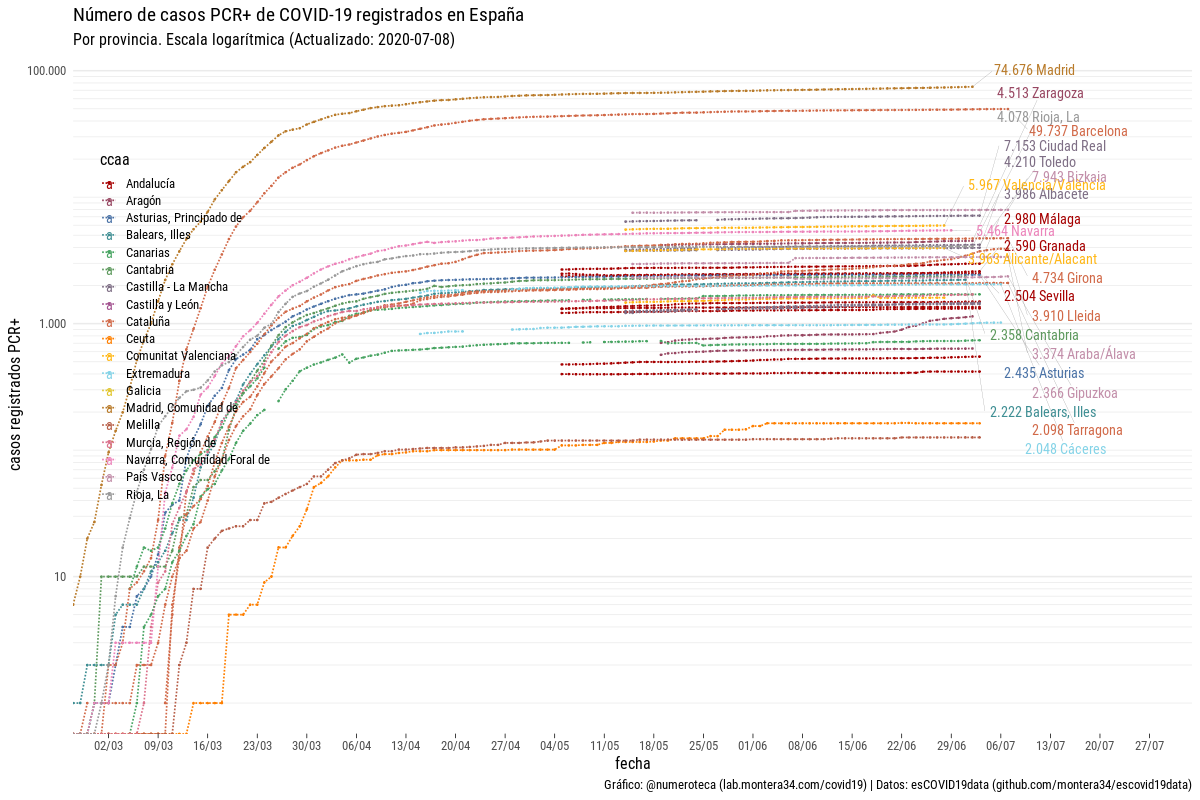 Número de casos PCR+ de COVID-19 registrados en España
Por provincia. Escala logarítmica (Actualizado: 2020-07-08)
100.000
1.000
10
casos registrados PCR+
ccaa
Andalucía
Aragón
Asturias, Principado de
Balears, Illes
Canarias
Cantabria
Castilla - La Mancha
Castilla y León
Cataluña
Ceuta
Comunitat Valenciana
Extremadura
Galicia
Madrid, Comunidad de
Melilla
Murcia, Región de
Navarra, Comunidad Foral de
País Vasco
Rioja, La
74.676 Madrid
4.513 Zaragoza
4.078 Rioja, La
49.737 Barcelona
7.153 Ciudad Real
4.210 Toledo
7.943 Bizkaia
5.967 Valencia/València
3.986 Albacete
2.980 Málaga
5.464 Navarra
2.590 Granada
3.963 Alicante/Alacant
4.734 Girona
2.504 Sevilla
3.910 Lleida
2.358 Cantabria
3.374 Araba/Álava
2.435 Asturias
2.366 Gipuzkoa
2.222 Balears, Illes
2.098 Tarragona
2.048 Cáceres
02/03 09/03 16/03 23/03 30/03 06/04 13/04 20/04 27/04 04/05 11/05 18/05 25/05 01/06 08/06 15/06 22/06 29/06 06/07 13/07 20/07 27/07
fecha
Gráfico: @numeroteca (lab.montera34.com/covid19) | Datos: esCOVID19data (github.com/montera34/escovid19data)